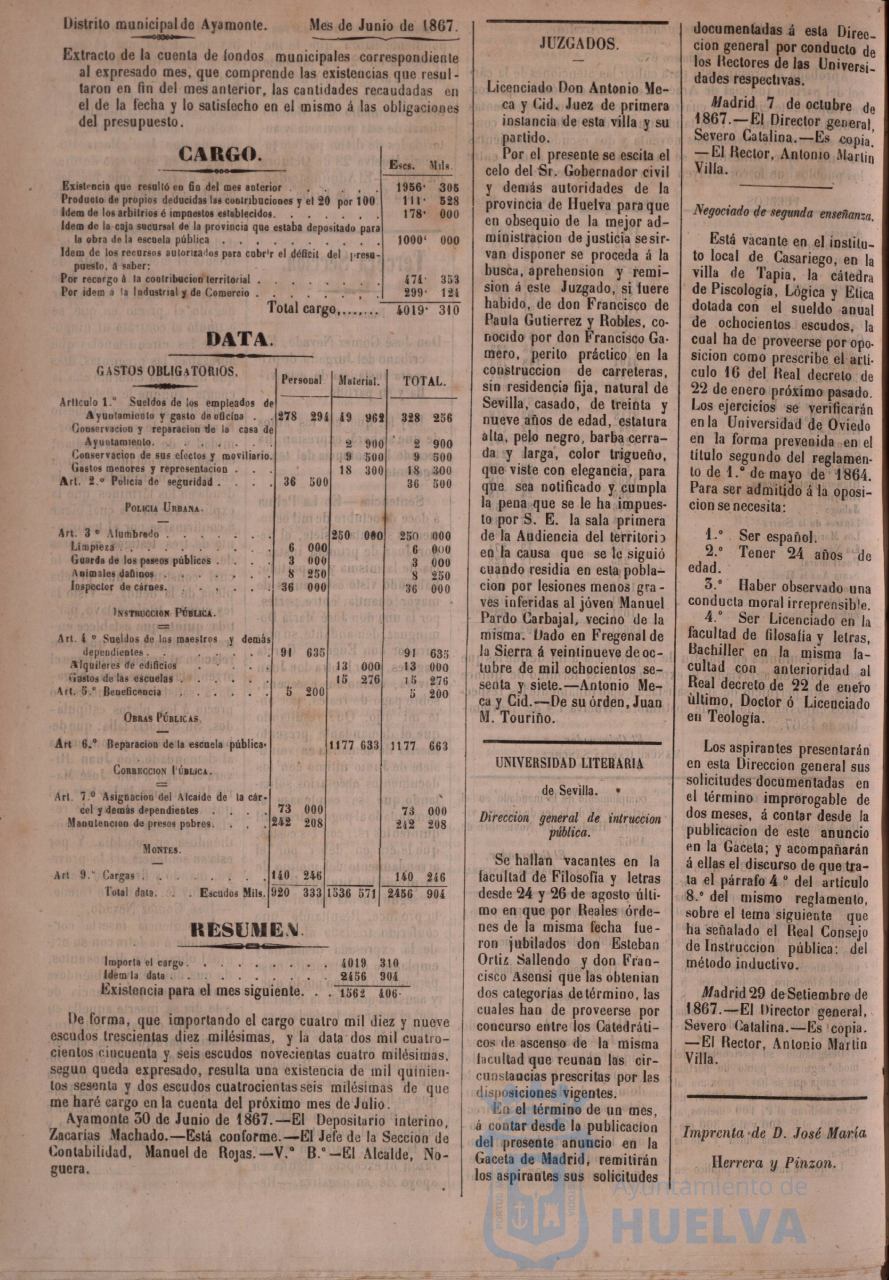 Distrito municipal de Ayamonte. Mes de Junio de 1867.
Extracto de la cuenta de fondos municipales correspondiente
al expresado mes, que comprende las existencias que resul-
taron en fin del mes anterior, las cantidades recaudadas en
el de la fecha y lo satisfecho en el mismo á las obligaciones
del presupuesto.
CARGO.
Escs. Mils.
Existencia que resultó en fin del mes anterior . . . . . . 1956· 305
Producto de propios deducidas las contribuciones y el 20 por 100 111· 528
Idem de los arbitrios é impuestos establecidos. . . . . . . 178· 000
Idem de la caja sucursal de la provincia que estaba depositado para
la obra de la escuela pública . . . . . . . . . . 1000· 000
Idem de los recursos autorizados para cubrir el déficit del presu-
puesto, á saber:
Por recargo á la contribucion territorial . . . . . . . 474· 353
Por idem á la Industrial y de Comercio . . . . . . . . 299· 124
Total cargo,....... 4019· 310
DATA.
GASTOS OBLIGATORIOS. Personal Material. TOTAL.
Artículo 1.° Sueldos de los empleados de
Ayuntamiento y gasto de oficina . . 278 294 49 962 328 256
Conservacion y reparacion de la casa de
Ayuntamiento. . . . . . . . 2 900 2 900
Conservacion de sus efectos y moviliario. 9 500 9 500
Gastos menores y representacion . . . 18 300 18 300
Art. 2.° Policia de seguridad . . . . 36 500 36 500
POLICIA URBANA.
Art. 3° Alumbrado . . . . . . . 250 000 250 000
Limpieza . . . . . . . . . . 6 000 6 000
Guarda de los paseos públicos . . . 3 000 3 000
Animales dañinos . . . . . . . 8 250 8 250
Inspector de cárnes. . . . . . . 36 000 36 000
INSTRUCCION PÚBLICA.
Art. 4° Sueldos de los maestros y demás
dependientes. . . . . . . . . 91 635 91 635
Alquileres de edificios . . . . 13 000 13 000
Gastos de las escuelas . . . . . . 15 276 15 276
Art. 5.° Beneficencia . . . . . . 5 200 5 200
OBRAS PÚBLICAS.
Art 6.° Reparacion de la escuela pública· 1177 633 1177 663
CORRECCION PÚBLICA.
Art. 7.° Asignacion del Alcaide de la cár-
cel y demás dependientes . . . . 73 000 73 000
Manutencion de presos pobres. . . . 242 208 242 208
MONTES.
Art 9.° Cargas . . . . . . . . 140 246 140 246
Total data. . . Escudos Mils. 920 333 1536 571 2456 904
RESUMEN.
Importa el cargo. . . . . . . . . 4019 310
Idem la data . . . . . . . . . . 2456 904
Existencia para el mes siguiente. . . 1562 406·
De forma, que importando el cargo cuatro mil diez y nueve
escudos trescientas diez milésimas, y la data dos mil cuatro-
cientos cincuenta y seis escudos novecientas cuatro milésimas,
segun queda expresado, resulta una existencia de mil quinien-
tos sesenta y dos escudos cuatrocientas seis milésimas de que
me haré cargo en la cuenta del próximo mes de Julio.
Ayamonte 30 de Junio de 1867.—El Depositario interino,
Zacarias Machado.—Está conforme.—El Jefe de la Seccion de
Contabilidad, Manuel de Rojas.—V.° B.°—El Alcalde, No-
guera.
JUZGADOS.
Licenciado Don Antonio Me-
ca y Cid. Juez de primera
instancia de esta villa y su
partido.
Por el presente se escita el
celo del Sr. Gobernador civil
y demás autoridades de la
provincia de Huelva para que
en obsequio de la mejor ad-
ministracion de justicia se sir-
van disponer se proceda á la
busca, aprehension y remi-
sion á este Juzgado, si fuere
habido, de don Francisco de
Paula Gutierrez y Robles, co-
nocido por don Francisco Ga-
mero, perito práctico en la
construccion de carreteras,
sin residencia fija, natural de
Sevilla, casado, de treinta y
nueve años de edad, estatura
alta, pelo negro, barba cerra-
da y larga, color trigueño,
que viste con elegancia, para
que sea notificado y cumpla
la pena que se le ha impues-
to por S. E. la sala primera
de la Audiencia del territorio
en la causa que se le siguió
cuando residia en esta pobla-
cion por lesiones menos gra-
ves inferidas al jóven Manuel
Pardo Carbajal, vecino de la
misma. Dado en Fregenal de
la Sierra á veintinueve de oc-
tubre de mil ochocientos se-
senta y siete.—Antonio Me-
ca y Cid.—De su órden, Juan
M. Touriño.
UNIVERSIDAD LITERARIA
de Sevilla.
Direccion general de intruccion
pública.
Se hallan vacantes en la
facultad de Filosofia y letras
desde 24 y 26 de agosto últi-
mo en que por Reales órde-
nes de la misma fecha fue-
ron jubilados don Esteban
Ortiz Sallendo y don Fran-
cisco Asensi que las obtenian
dos categorías de término, las
cuales han de proveerse por
concurso entre los Catedráti-
cos de ascenso de la misma
facultad que reunan las cir-
cunstancias prescritas por las
disposiciones vigentes.
En el término de un mes,
á contar desde la publicacion
del presente anuncio en la
Gaceta de Madrid, remitirán
los aspirantes sus solicitudes
documentadas á esta Direc-
cion general por conducto de
los Rectores de las Universi-
dades respectivas.
Madrid 7 de octubre de
1867.—El Director general,
Severo Catalina.—Es copia.
—El Rector, Antonio Martin
Villa.
Negociado de segunda enseñanza.
Está vacante en el institu-
to local de Casariego, en la
villa de Tapia, la cátedra
de Piscología, Lógica y Etica
dotada con el sueldo anual
de ochocientos escudos, la
cual ha de proveerse por opo-
sicion como prescribe el artí-
culo 16 del Real decreto de
22 de enero próximo pasado.
Los ejercicios se verificarán
en la Universidad de Oviedo
en la forma prevenida en el
título segundo del reglamen-
to de 1.° de mayo de 1864.
Para ser admitido á la oposi-
cion se necesita:
1.° Ser español.
2.° Tener 24 años de
edad.
3.° Haber observado una
conducta moral irreprensible.
4.° Ser Licenciado en la
facultad de filosofía y letras,
Bachiller en la misma fa-
cultad con anterioridad al
Real decreto de 22 de enero
último, Doctor ó Licenciado
en Teología.
Los aspirantes presentarán
en esta Direccion general sus
solicitudes documentadas en
el término improrogable de
dos meses, á contar desde la
publicacion de este anuncio
en la Gaceta; y acompañarán
á ellas el discurso de que tra-
ta el párrafo 4° del artículo
8.° del mismo reglamento,
sobre el tema siguiente que
ha señalado el Real Consejo
de Instruccion pública: del
método inductivo.
Madrid 29 de Setiembre de
1867.—El Director general,
Severo Catalina.—Es copia.
—El Rector, Antonio Martin
Villa.
Imprenta de D. José María
Herrera y Pinzon.
Ayuntamiento de
HUELVA